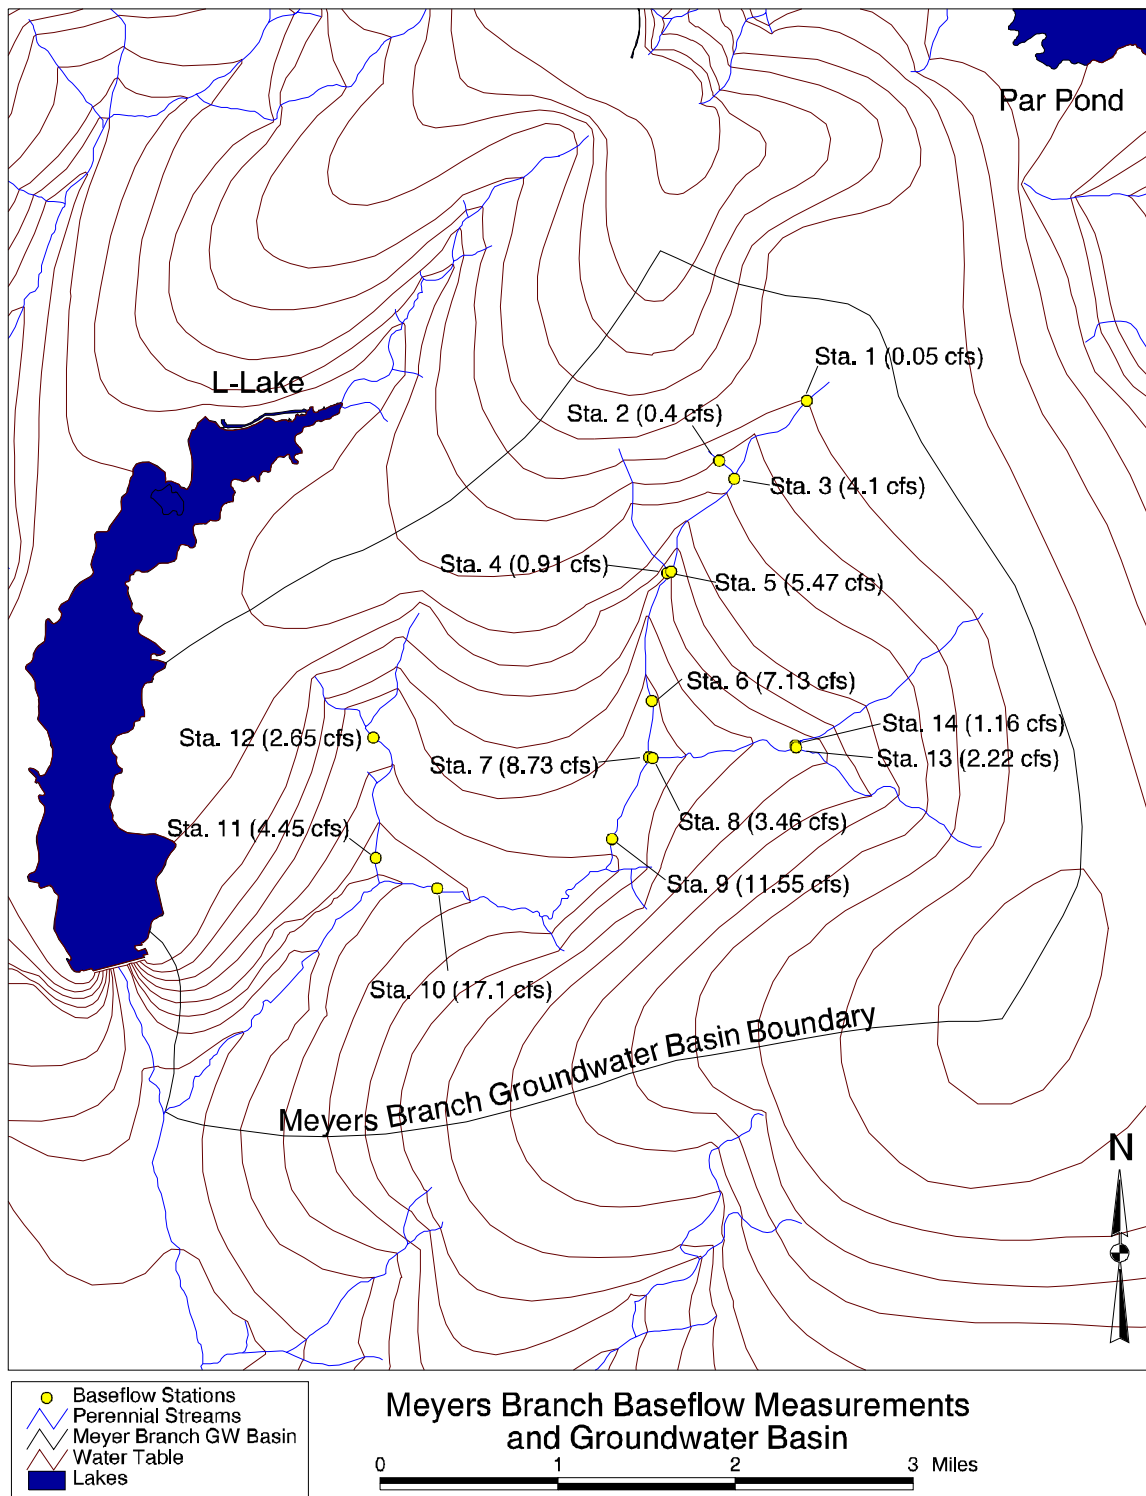 Par Pond
Sta. 1 (0.05 cfs)
L-Lake
Sta. 2 (0.4 cfs)
Sta. 3 (4.1 cfs)
Sta. 4 (0.91 cfs)
Sta. 5 (5.47 cfs)
Sta. 6 (7.13 cfs)
Sta. 14 (1.16 cfs)
Sta. 12 (2.65 cfs)
Sta. 13 (2.22 cfs)
Sta. 7 (8.73 cfs)
Sta. 8 (3.46 cfs)
Sta. 11 (4.45 cfs)
Sta. 9 (11.55 cfs)
Sta. 10 (17.1 cfs)
Meyers Branch Groundwater Basin Boundary
N
Baseflow Stations
Perennial Streams
Meyer Branch GW Basin
Water Table
Lakes
Meyers Branch Baseflow Measurements
and Groundwater Basin
0 1 2 3 Miles